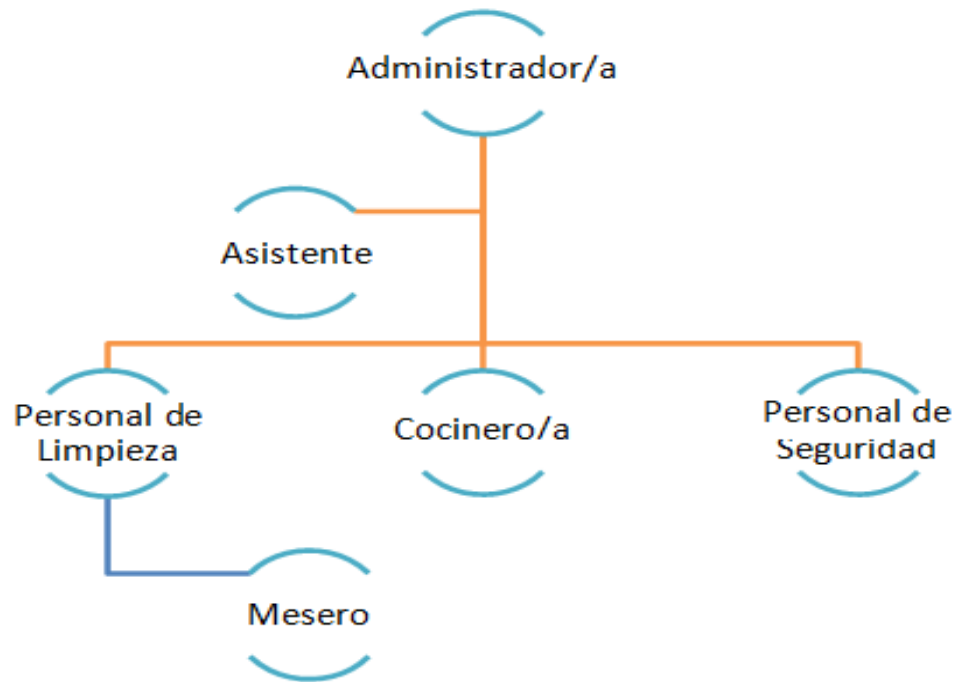 Administrador/a
Asistente
Personal de
Limpieza
Cocinero/a
Personal de
Seguridad
Mesero